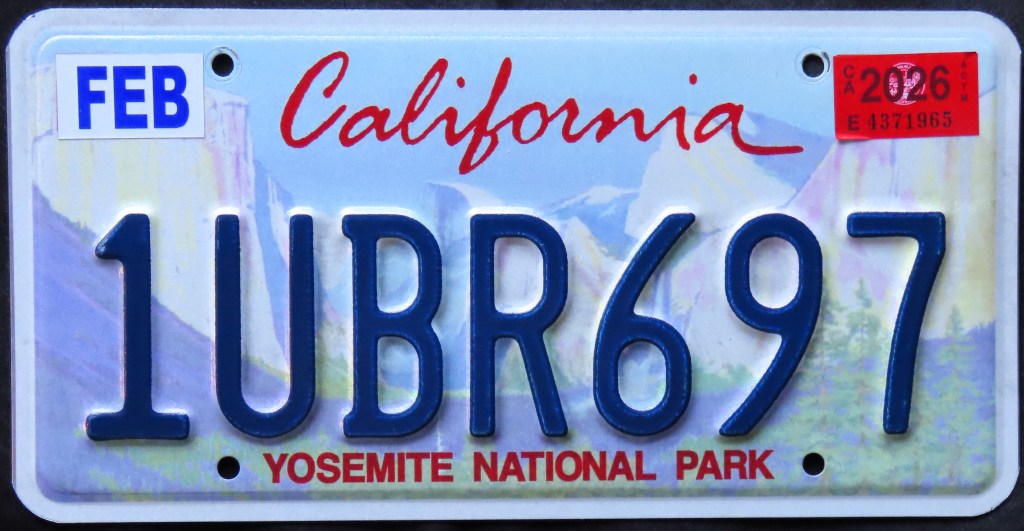 FEB
California
CA 2026
E 4371965
1UBR697
YOSEMITE NATIONAL PARK